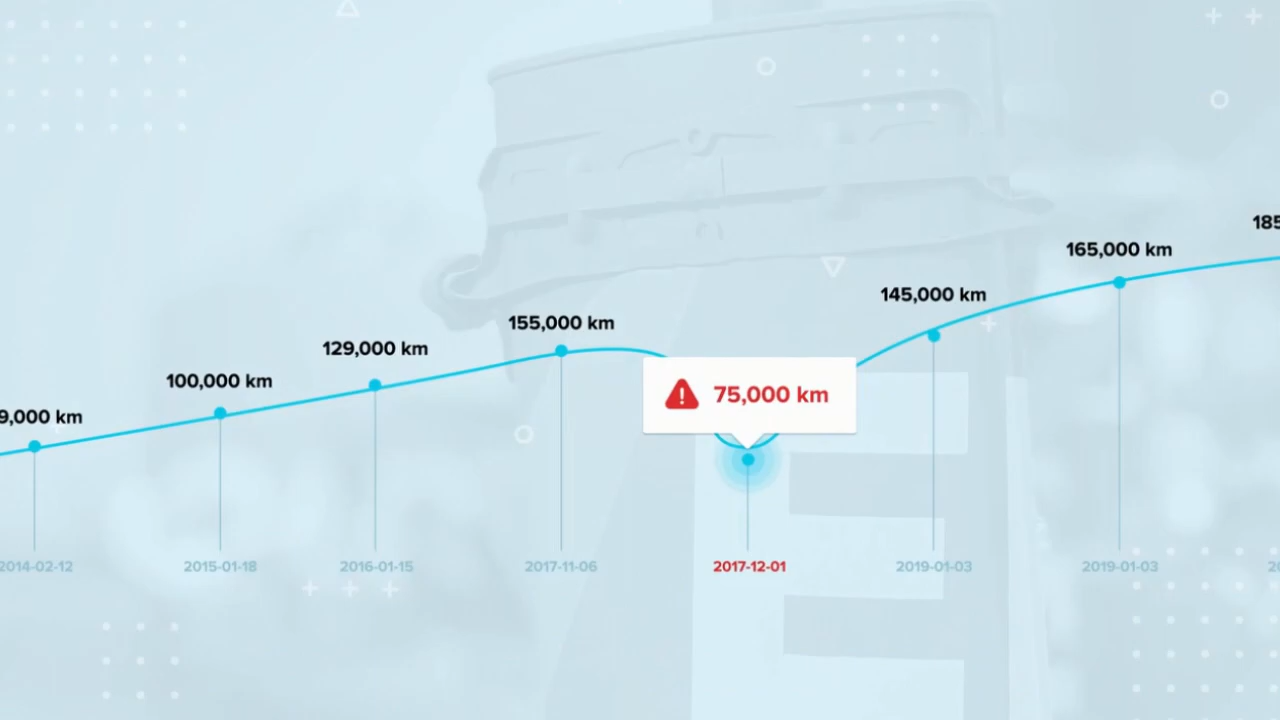 185
165,000 km
145,000 km
155,000 km
129,000 km
100,000 km
9,000 km
75,000 km
2014-02-12
2015-01-18
2016-01-15
2017-11-06
2017-12-01
2019-01-03
2019-01-03
20